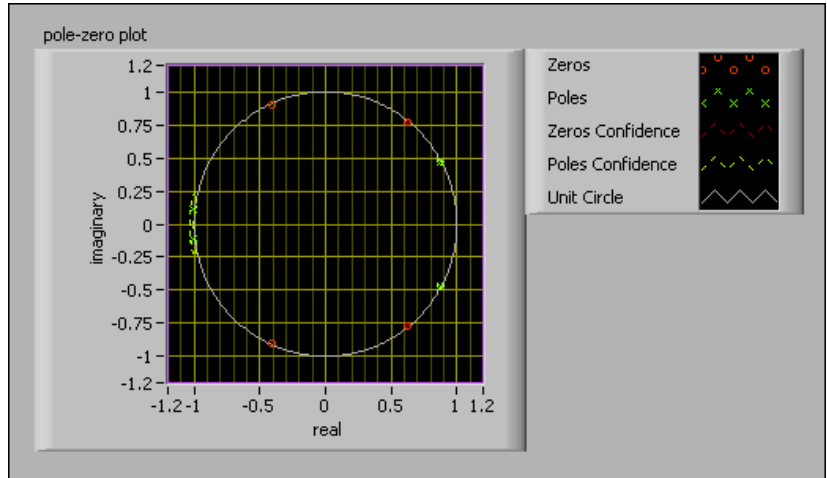 pole-zero plot
1.2
1
0.75
0.5
0.25
0
-0.25
-0.5
-0.75
-1
-1.2
imaginary
-1.2 -1 -0.5 0 0.5 1 1.2
real
Zeros
Poles
Zeros Confidence
Poles Confidence
Unit Circle